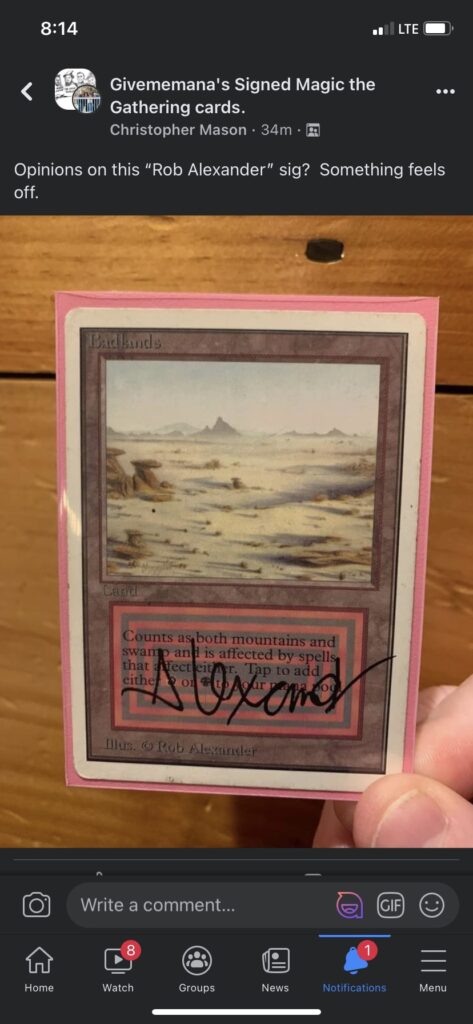 8:14
LTE
Givememana's Signed Magic the
Gathering cards.
Christopher Mason · 34m ·
Opinions on this “Rob Alexander” sig? Something feels
off.
Badlands
Land
Counts as both mountains and
swamp and is affected by spells
that affect either. Tap to add
either or to your mana pool
Illus. © Rob Alexander
Write a comment...
GIF
8
1
Home
Watch
Groups
News
Notifications
Menu